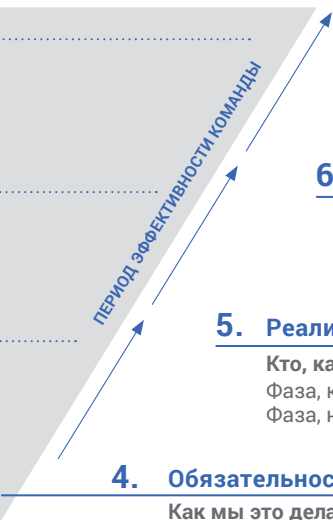 ПЕРИОД ЭФФЕКТИВНОСТИ КОМАНДЫ
6
5. Реали
Кто, ка
Фаза, к
Фаза, н
4. Обязательнос
Как мы это дела